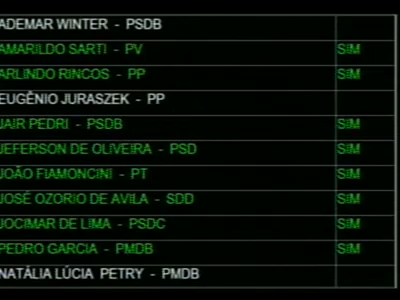 ADEMAR WINTER - PSDB
AMARILDO SARTI - PV SIM
ARLINDO RINCOS - PP SIM
EUGÊNIO JURASZEK - PP
JAIR PEDRI - PSDB SIM
JEFERSON DE OLIVEIRA - PSD SIM
JOÃO FIAMONCINI - PT SIM
JOSÉ OZORIO DE AVILA - SDD SIM
JOCIMAR DE LIMA - PSDC SIM
PEDRO GARCIA - PMDB SIM
NATÁLIA LÚCIA PETRY - PMDB